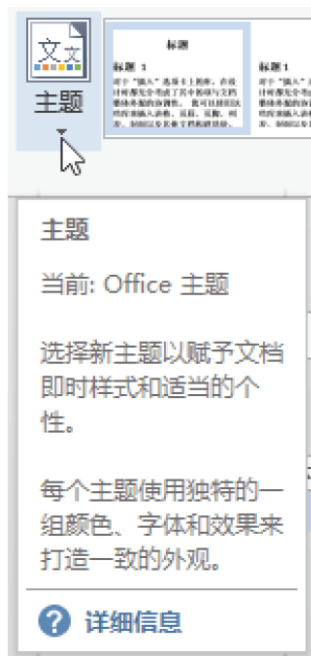 文文
主题
标题
标题 1
标题 1
主题
当前: Office 主题
选择新主题以赋予文档
即时样式和适当的个
性。
每个主题使用独特的一
组颜色、字体和效果来
打造一致的外观。
? 详细信息